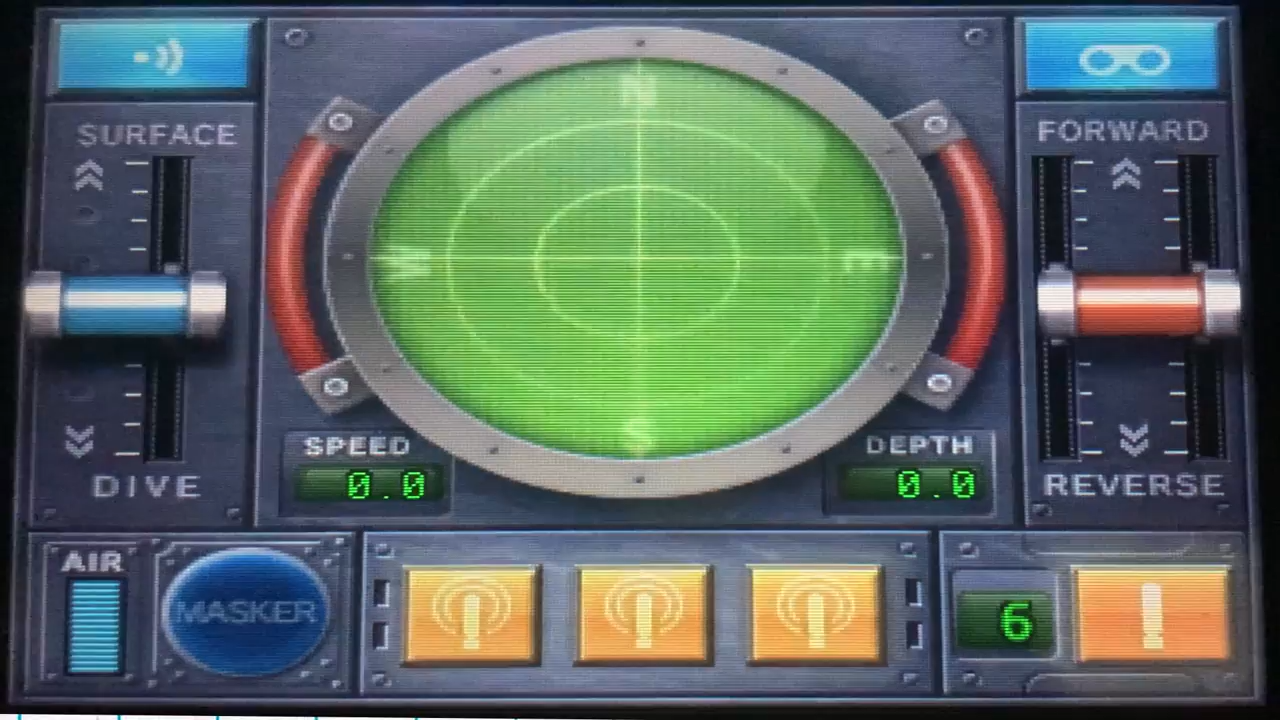 SURFACE
FORWARD
N
W
E
S
SPEED
0.0
DEPTH
0.0
DIVE
REVERSE
AIR
MASKER
6